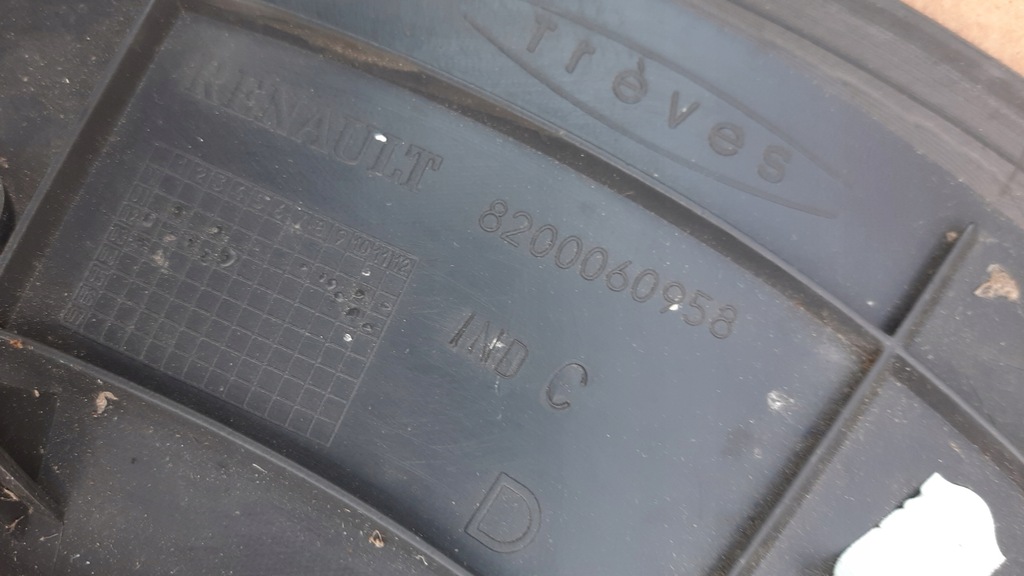 Trèves
RENAULT
8200060958
IND C
D